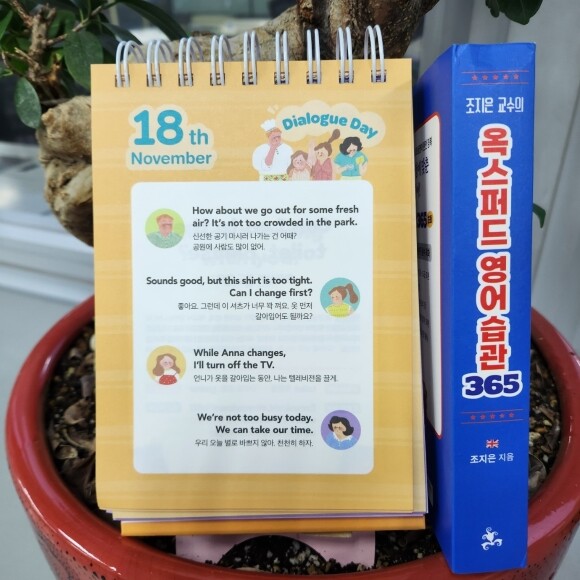 18 th
November
Dialogue Day
How about we go out for some fresh
air? It's not too crowded in the park.
신선한 공기 마시러 나가는 건 어때?
공원에 사람도 많이 없어.
Sounds good, but this shirt is too tight.
Can I change first?
좋아요. 그런데 이 셔츠가 너무 꽉 껴요. 옷 먼저
갈아입어도 될까요?
While Anna changes,
I'll turn off the TV.
언니가 옷을 갈아입는 동안, 나는 텔레비전을 끌게.
We're not too busy today.
We can take our time.
우리 오늘 별로 바쁘지 않아. 천천히 하자.
조지은 교수의
옥스퍼드 영어 습관
365
조지은 지음